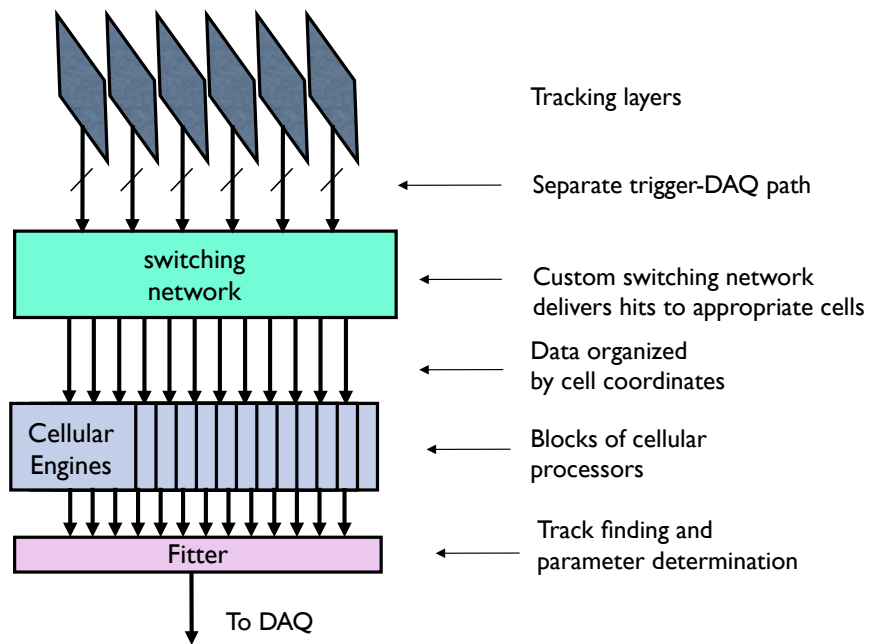 Tracking layers
Separate trigger-DAQ path
switching
network
Custom switching network
delivers hits to appropriate cells
Data organized
by cell coordinates
Cellular
Engines
Blocks of cellular
processors
Track finding and
parameter determination
Fitter
To DAQ